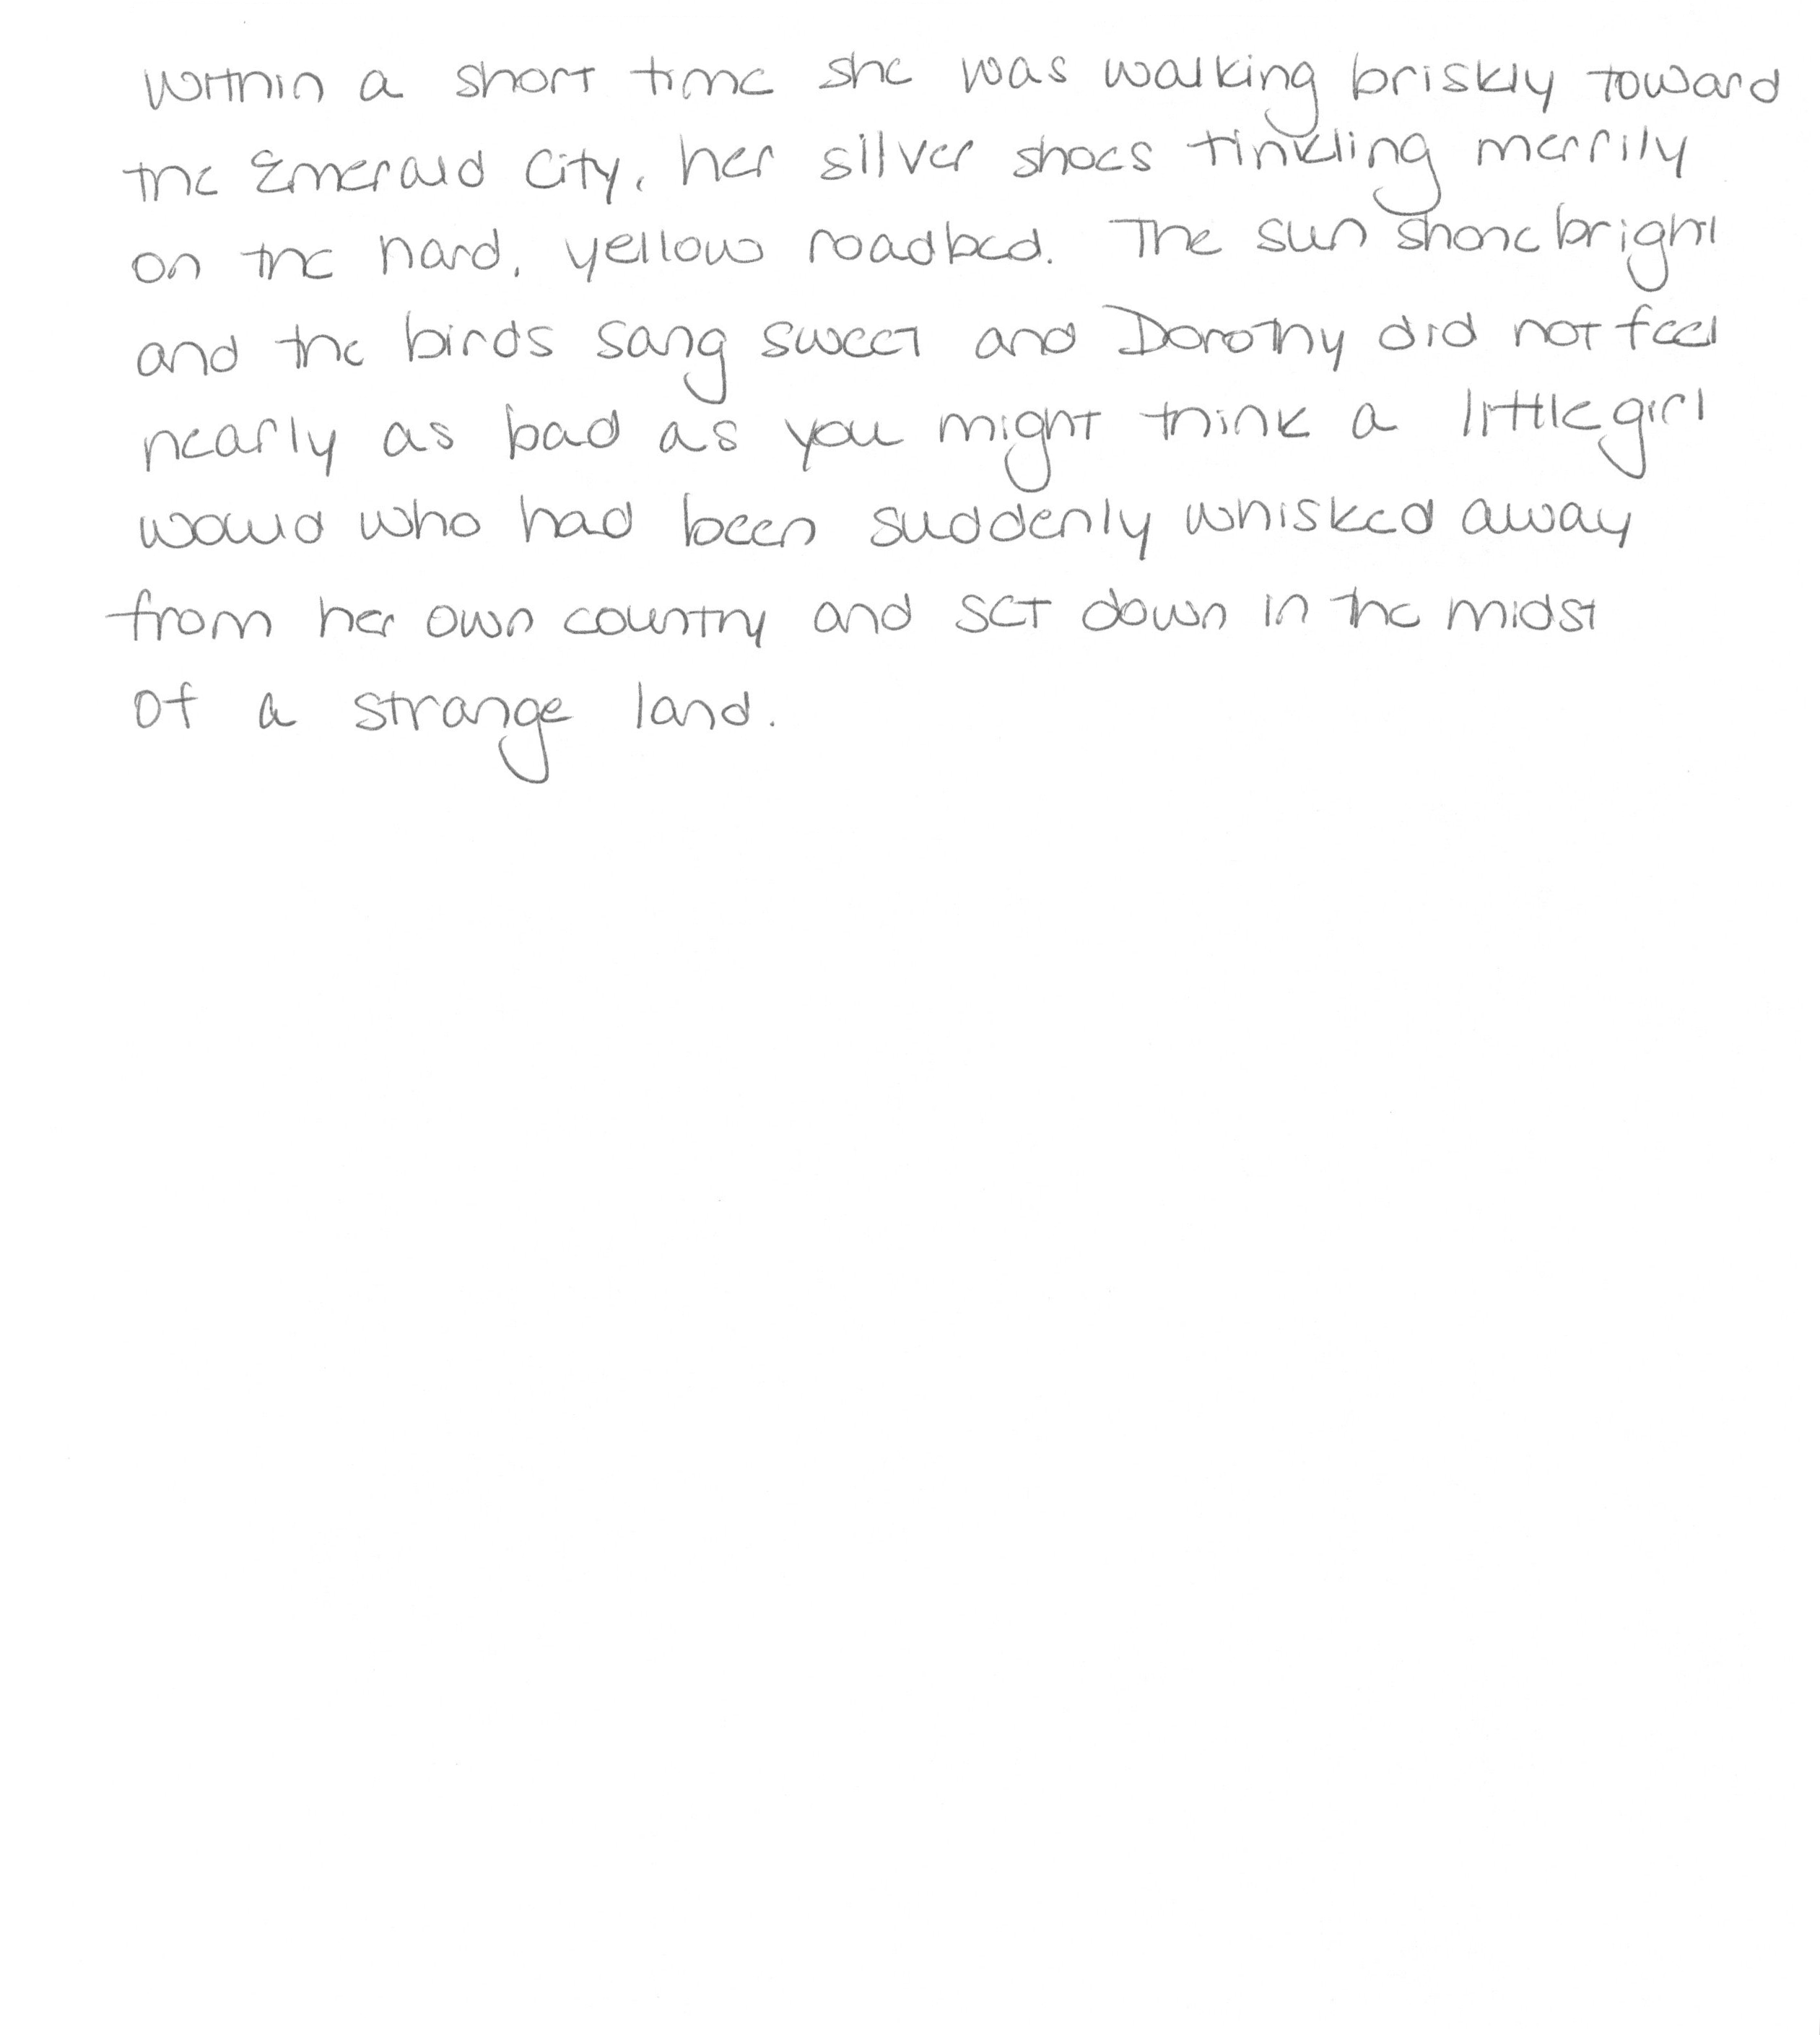 Within a short time she was walking briskly toward
the Emerald City, her silver shoes tinkling merrily
on the hard, yellow roadbed. The sun shone bright
and the birds sang sweet and Dorothy did not feel
nearly as bad as you might think a little girl
would who had been suddenly whisked away
from her own country and set down in the midst
of a strange land.